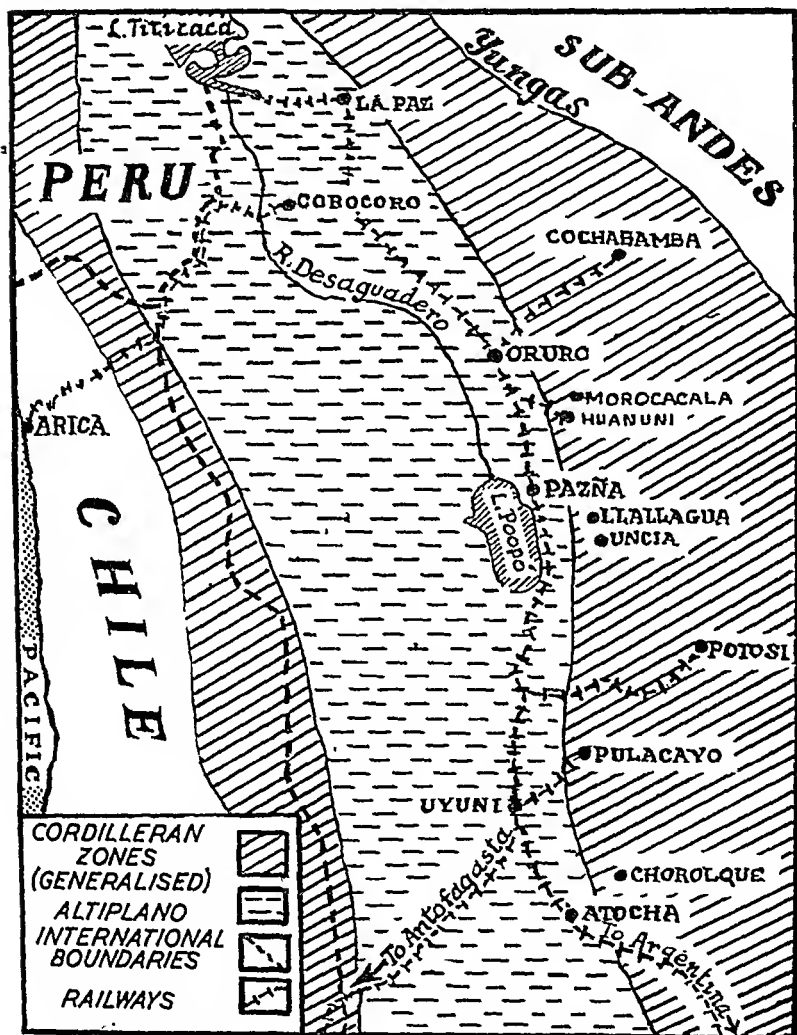 L. Titicaca
Yungas
SUB-ANDES
LA PAZ
PERU
COROCORO
COCHABAMBA
R. Desaguadero
ORURO
MOROCACALA
HUANUNI
ARICA
PAZÑA
L. Poopo
LLALLAGUA
UNCIA
CHILE
PACIFIC
POTOSI
PULACAYO
UYUNI
To Antofagasta
CHOROLQUE
ATOCHA
To Argentina
CORDILLERAN
ZONES
(GENERALISED)
ALTIPLANO
INTERNATIONAL
BOUNDARIES
RAILWAYS